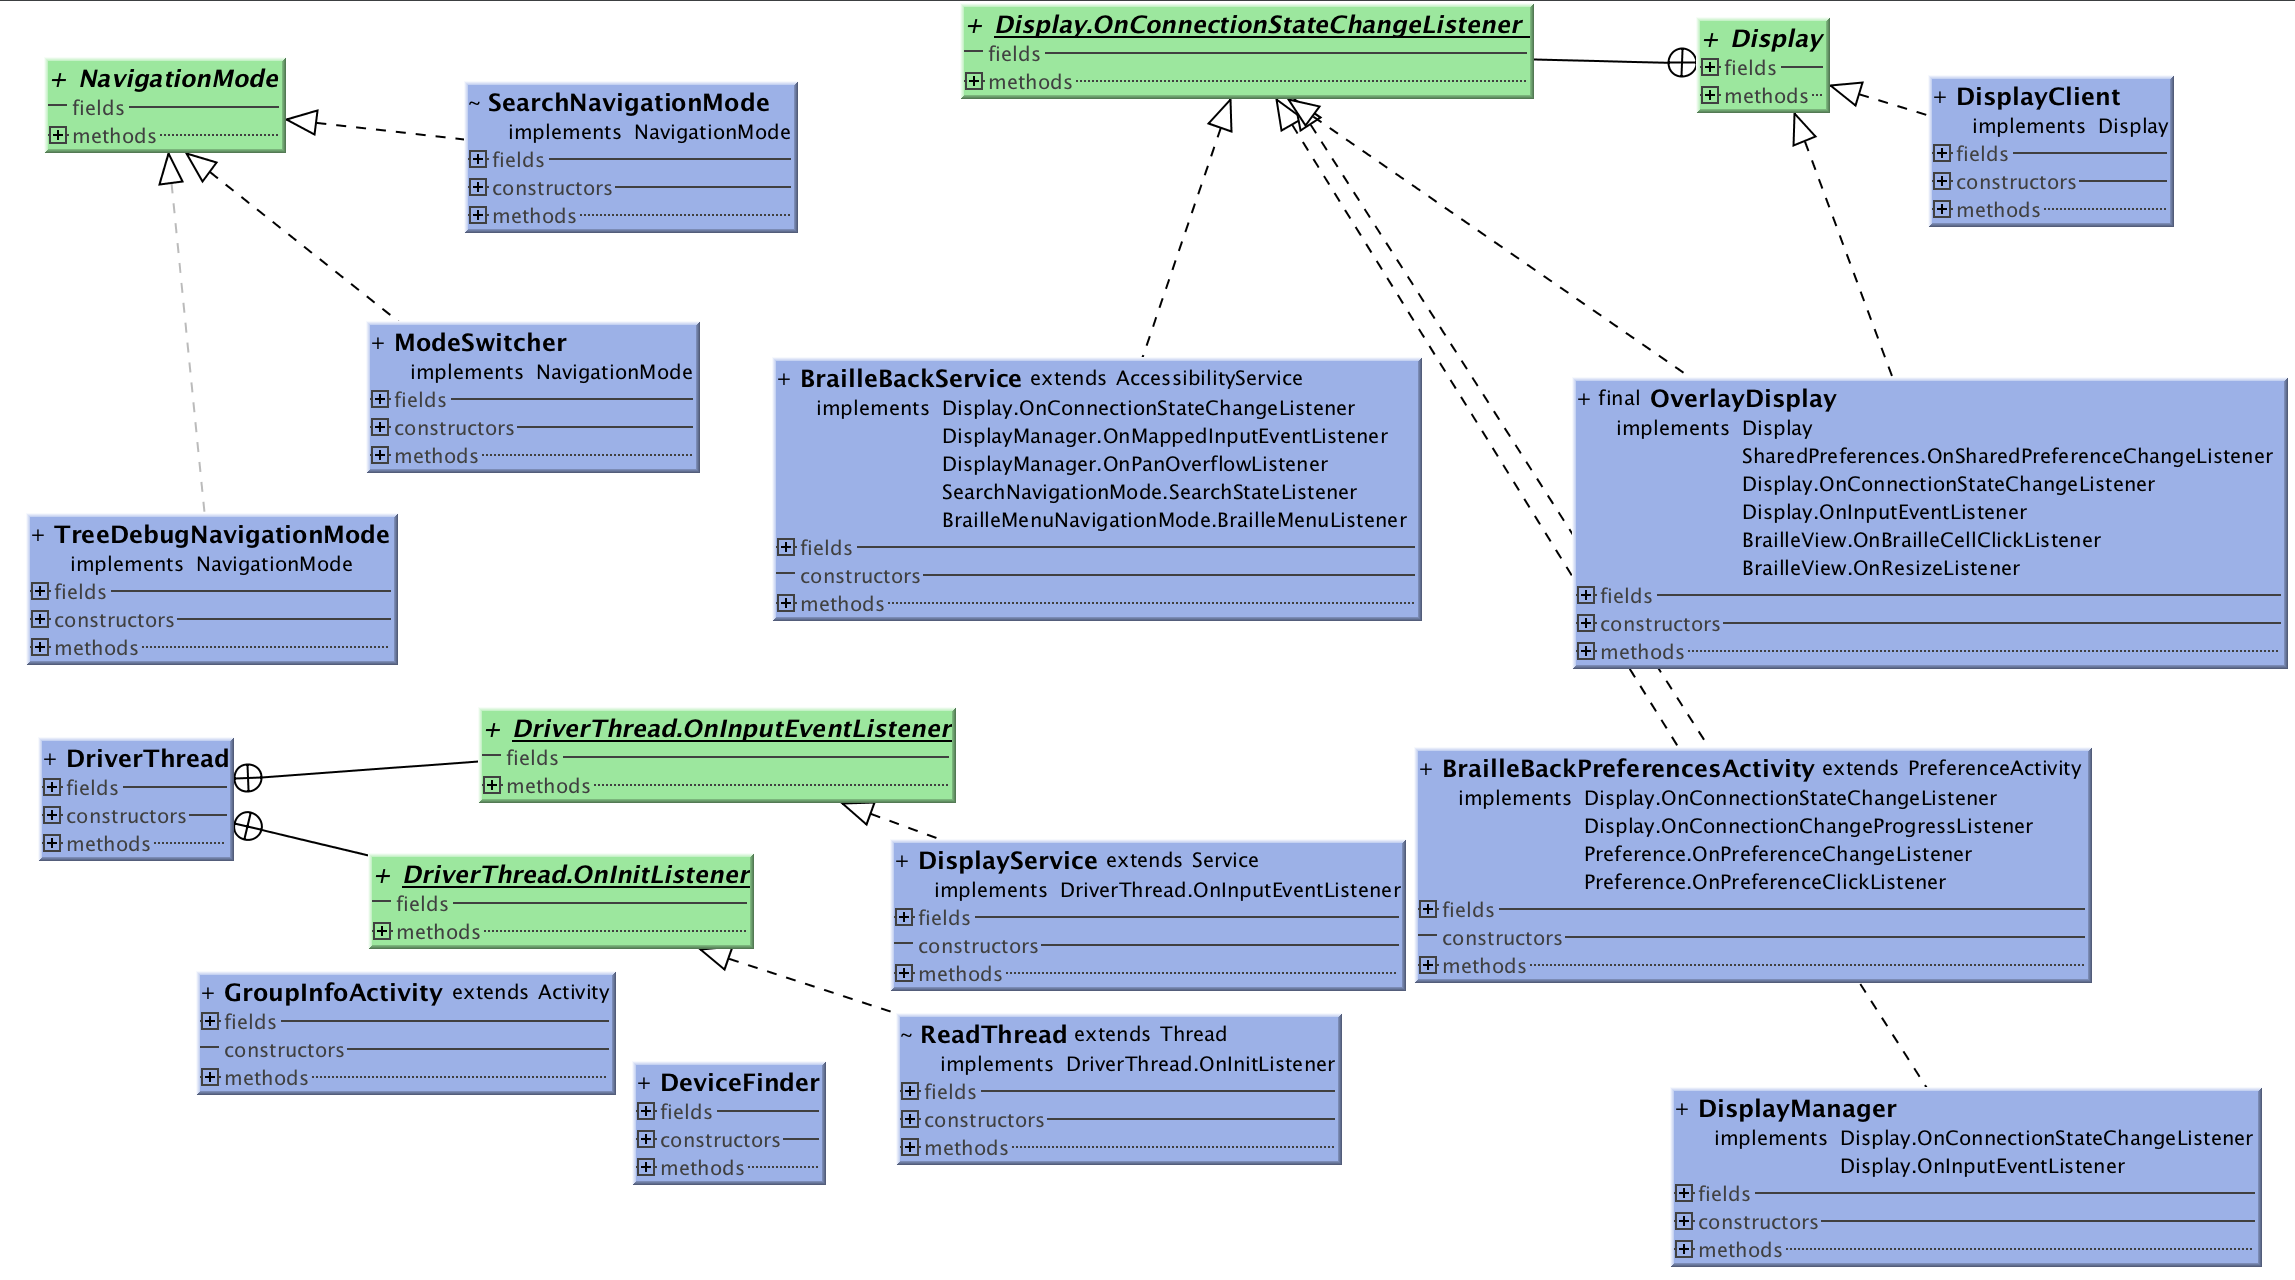 + NavigationMode
fields
methods
~ SearchNavigationMode
implements NavigationMode
fields
constructors
methods
+ ModeSwitcher
implements NavigationMode
fields
constructors
methods
+ TreeDebugNavigationMode
implements NavigationMode
fields
constructors
methods
+ Display.OnConnectionStateChangeListener
fields
methods
+ Display
fields
methods
+ DisplayClient
implements Display
fields
constructors
methods
+ BrailleBackService extends AccessibilityService
implements Display.OnConnectionStateChangeListener
DisplayManager.OnMappedInputEventListener
DisplayManager.OnPanOverflowListener
SearchNavigationMode.SearchStateListener
BrailleMenuNavigationMode.BrailleMenuListener
fields
constructors
methods
+ final OverlayDisplay
implements Display
SharedPreferences.OnSharedPreferenceChangeListener
Display.OnConnectionStateChangeListener
Display.OnInputEventListener
BrailleView.OnBrailleCellClickListener
BrailleView.OnResizeListener
fields
constructors
methods
+ DriverThread
fields
constructors
methods
+ DriverThread.OnInputEventListener
fields
methods
+ DriverThread.OnInitListener
fields
methods
+ DisplayService extends Service
implements DriverThread.OnInputEventListener
fields
constructors
methods
+ BrailleBackPreferencesActivity extends PreferenceActivity
implements Display.OnConnectionStateChangeListener
Display.OnConnectionChangeProgressListener
Preference.OnPreferenceChangeListener
Preference.OnPreferenceClickListener
fields
constructors
methods
+ GroupInfoActivity extends Activity
fields
constructors
methods
+ DeviceFinder
fields
constructors
methods
~ ReadThread extends Thread
implements DriverThread.OnInitListener
fields
constructors
methods
+ DisplayManager
implements Display.OnConnectionStateChangeListener
Display.OnInputEventListener
fields
constructors
methods